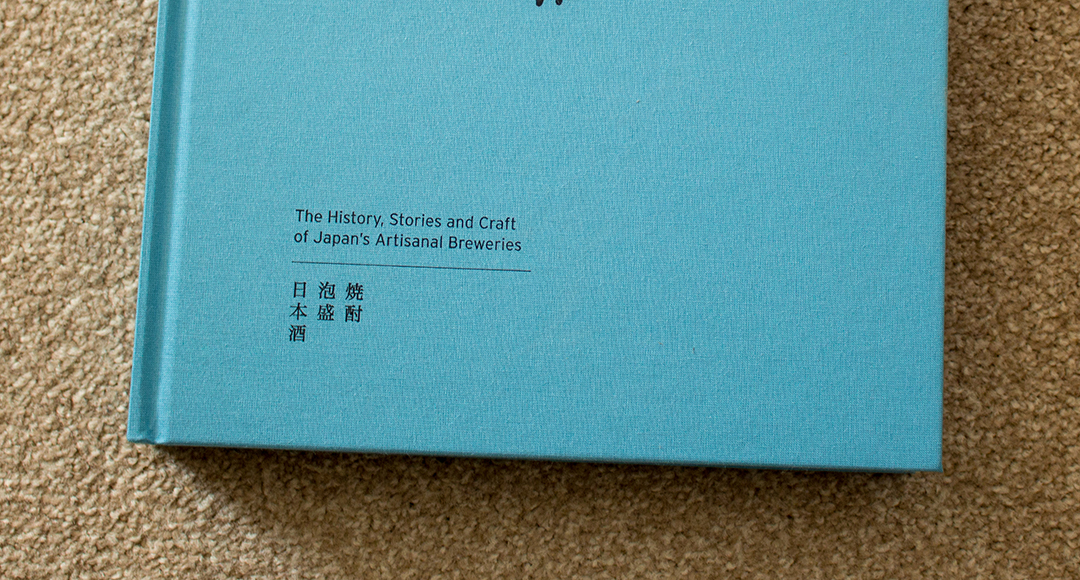 The History, Stories and Craft
of Japan's Artisanal Breweries
焼酎
泡盛
日本酒